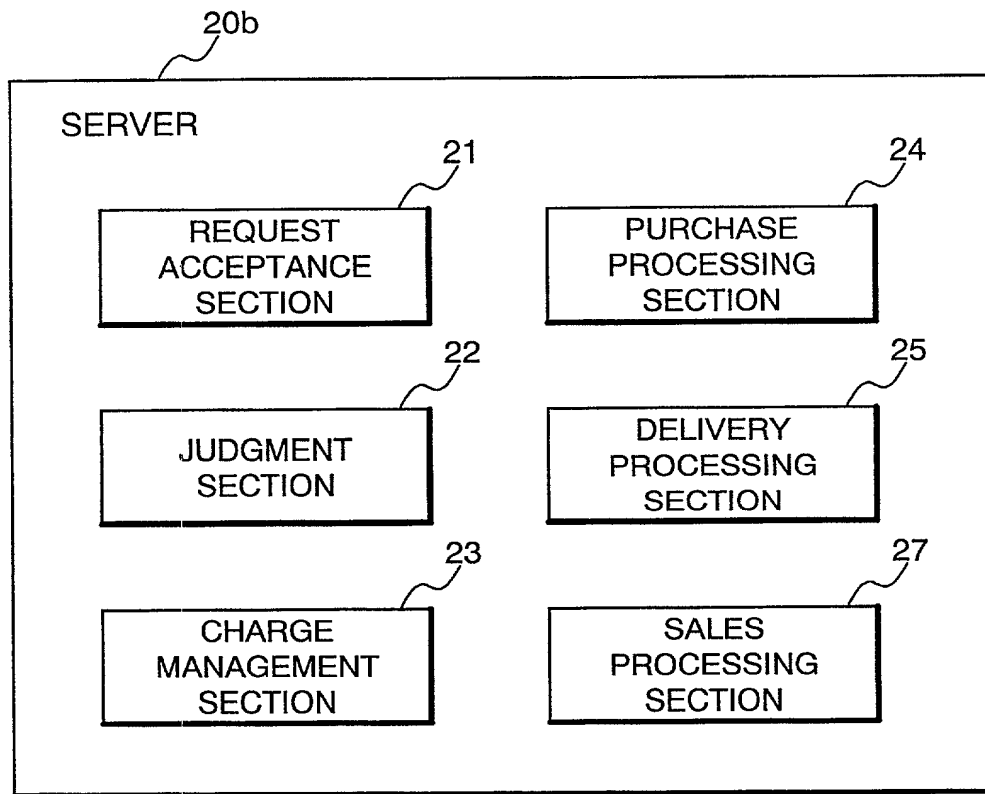 20b
SERVER
21
REQUEST
ACCEPTANCE
SECTION
24
PURCHASE
PROCESSING
SECTION
22
JUDGMENT
SECTION
25
DELIVERY
PROCESSING
SECTION
23
CHARGE
MANAGEMENT
SECTION
27
SALES
PROCESSING
SECTION